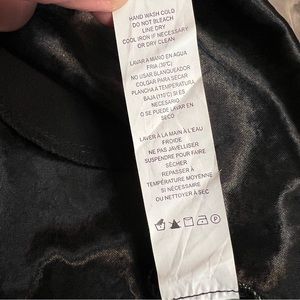 HAND WASH COLD
DO NOT BLEACH
LINE DRY
COOL IRON IF NECESSARY
OR DRY CLEAN
LAVAR A MANO EN AGUA
FRIA (30°C)
NO USAR BLANQUEADOR
COLGAR PARA SECAR
PLANCHA A TEMPERATURA
BAJA (110°C) SI ES
NECESARIO
O SE PUEDE LAVAR EN
SECO
LAVER À LA MAIN À L'EAU
FROIDE
NE PAS JAVELLISER
SUSPENDRE POUR FAIRE
SÉCHER
REPASSER À
TEMPÉRATURE MOYENNE
SI NÉCESSAIRE
OU NETTOYER À SEC